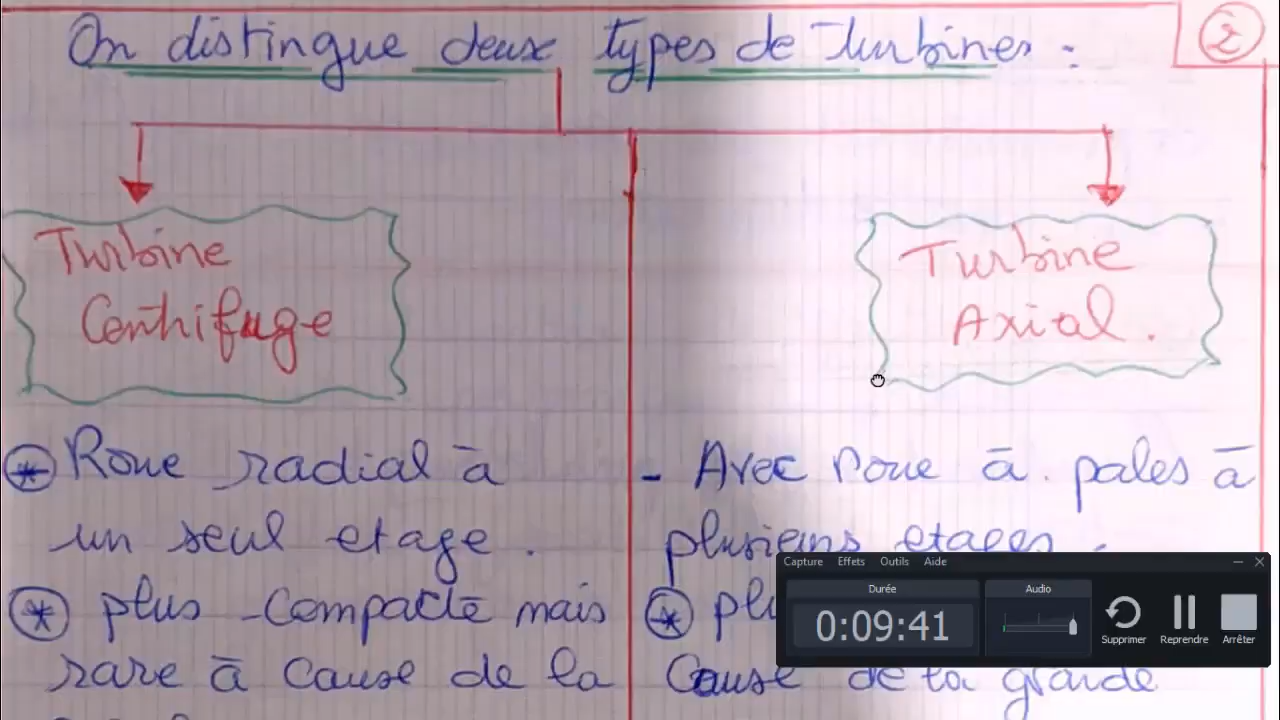 On distingue deux types de Turbines :
2
Turbine
Centrifuge
Turbine
Axial.
* Roue radial à
un seul etage.
* plus compacte mais
rare à cause de la
- Avec roue à pales à
plusieurs etages.
* plu
cause de la grande
Capture Effets Outils Aide
Durée
0:09:41
Audio
Supprimer
Reprendre
Arrêter